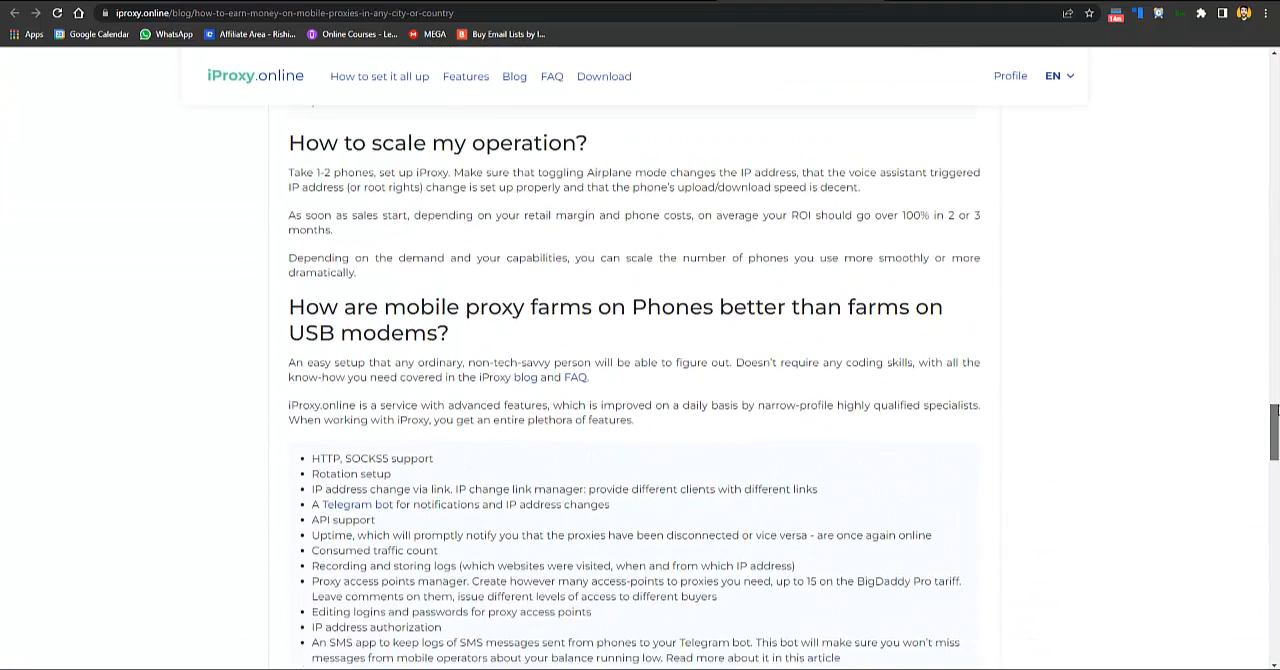 iproxy.online/blog/how-to-earn-money-on-mobile-proxies-in-any-city-or-country
14m
Apps Google Calendar WhatsApp Affiliate Area - Rishi... Online Courses - Le... MEGA Buy Email Lists by I...
iProxy.online How to set it all up Features Blog FAQ Download Profile EN
How to scale my operation?
Take 1-2 phones, set up iProxy. Make sure that toggling Airplane mode changes the IP address, that the voice assistant triggered
IP address (or root rights) change is set up properly and that the phone's upload/download speed is decent.
As soon as sales start, depending on your retail margin and phone costs, on average your ROI should go over 100% in 2 or 3
months.
Depending on the demand and your capabilities, you can scale the number of phones you use more smoothly or more
dramatically.
How are mobile proxy farms on Phones better than farms on
USB modems?
An easy setup that any ordinary, non-tech-savvy person will be able to figure out. Doesn't require any coding skills, with all the
know-how you need covered in the iProxy blog and FAQ.
iProxy.online is a service with advanced features, which is improved on a daily basis by narrow-profile highly qualified specialists.
When working with iProxy, you get an entire plethora of features.
• HTTP, SOCKS5 support
• Rotation setup
• IP address change via link. IP change link manager: provide different clients with different links
• A Telegram bot for notifications and IP address changes
• API support
• Uptime, which will promptly notify you that the proxies have been disconnected or vice versa - are once again online
• Consumed traffic count
• Recording and storing logs (which websites were visited, when and from which IP address)
• Proxy access points manager. Create however many access-points to proxies you need, up to 15 on the BigDaddy Pro tariff.
Leave comments on them, issue different levels of access to different buyers
• Editing logins and passwords for proxy access points
• IP address authorization
• An SMS app to keep logs of SMS messages sent from phones to your Telegram bot. This bot will make sure you won't miss
messages from mobile operators about your balance running low. Read more about it in this article